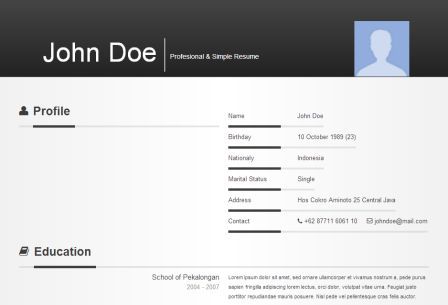 John Doe
Profesional & Simple Resume
Profile
Name John Doe
Birthday 10 October 1989 (23)
Nationaly Indonesia
Marital Status Single
Address Hos Cokro Aminoto 25 Central Java
Contact +62 87711 6061 10 johndoe@mail.com
Education
School of Pekalongan
2004 - 2007
Lorem ipsum dolor sit amet, sed ornare ullamcorper et vivamus nostrum a, pede purus
sapien fringilla adipiscing integer lectus, orci dolor, volutpat vitae urna. Feugiat justo
porttitor repudiandae mauris posuere. Nisl pede vel pellentesque cras felis auctor.